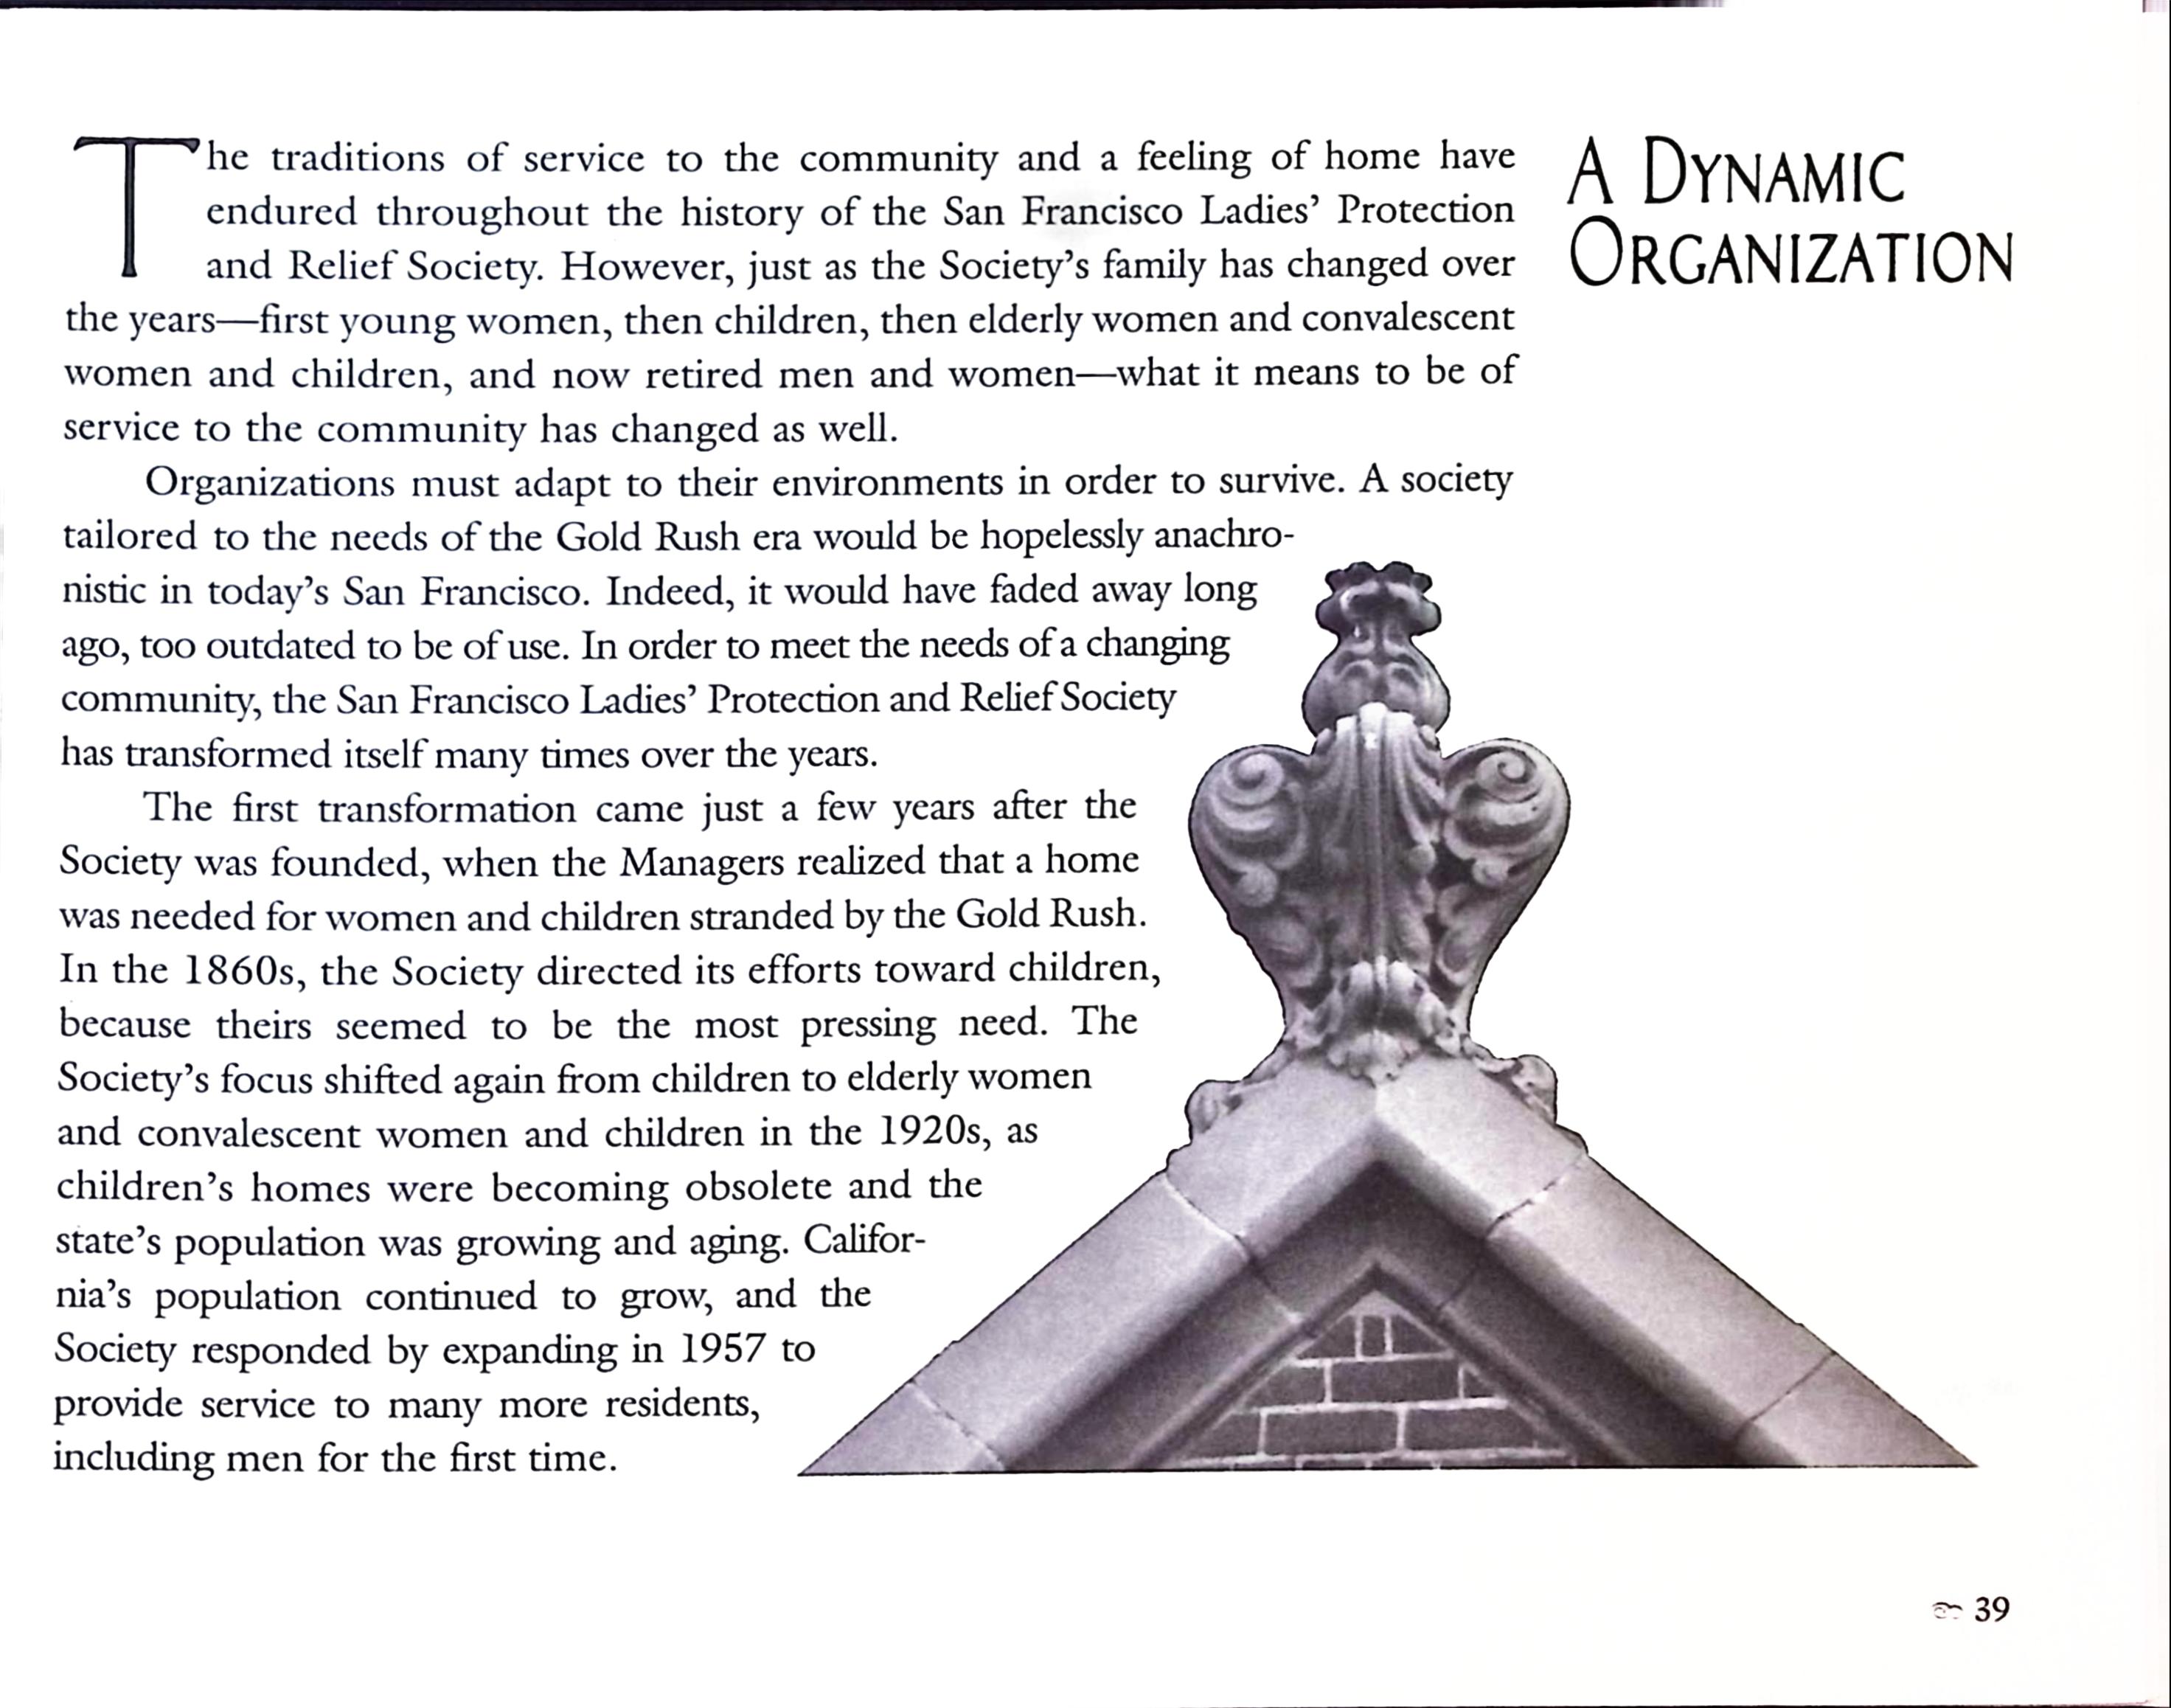 A DYNAMIC
ORGANIZATION
The traditions of service to the community and a feeling of home have
endured throughout the history of the San Francisco Ladies’ Protection
and Relief Society. However, just as the Society’s family has changed over
the years—first young women, then children, then elderly women and convalescent
women and children, and now retired men and women—what it means to be of
service to the community has changed as well.
Organizations must adapt to their environments in order to survive. A society
tailored to the needs of the Gold Rush era would be hopelessly anachro-
nistic in today’s San Francisco. Indeed, it would have faded away long
ago, too outdated to be of use. In order to meet the needs of a changing
community, the San Francisco Ladies’ Protection and Relief Society
has transformed itself many times over the years.
The first transformation came just a few years after the
Society was founded, when the Managers realized that a home
was needed for women and children stranded by the Gold Rush.
In the 1860s, the Society directed its efforts toward children,
because theirs seemed to be the most pressing need. The
Society’s focus shifted again from children to elderly women
and convalescent women and children in the 1920s, as
children’s homes were becoming obsolete and the
state’s population was growing and aging. Califor-
nia’s population continued to grow, and the
Society responded by expanding in 1957 to
provide service to many more residents,
including men for the first time.
39